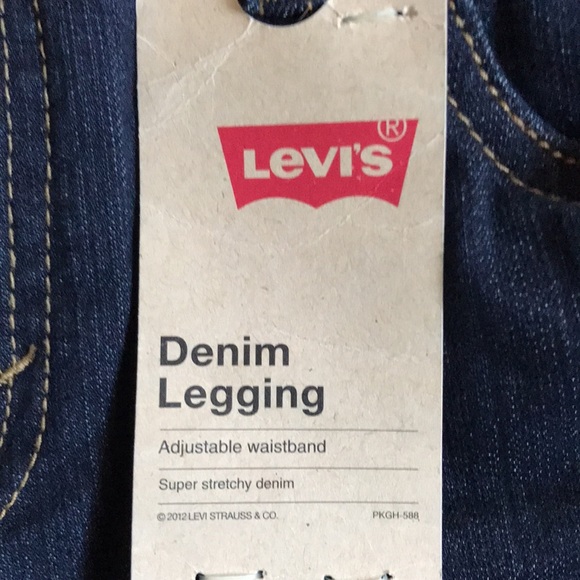 Levi's ®
Denim
Legging
Adjustable waistband
Super stretchy denim
© 2012 LEVI STRAUSS & CO. PKGH-588